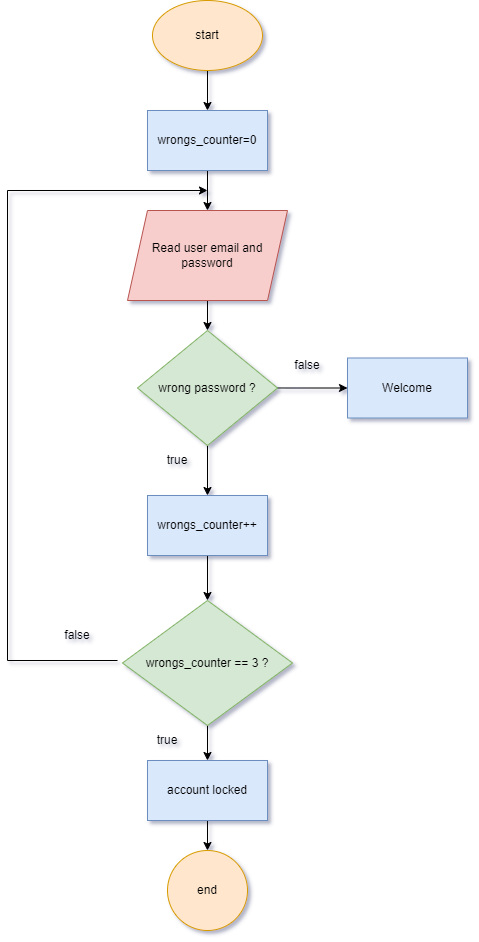 start
wrongs_counter=0
Read user email and
password
wrong password ?
false
Welcome
true
wrongs_counter++
false
wrongs_counter == 3 ?
true
account locked
end